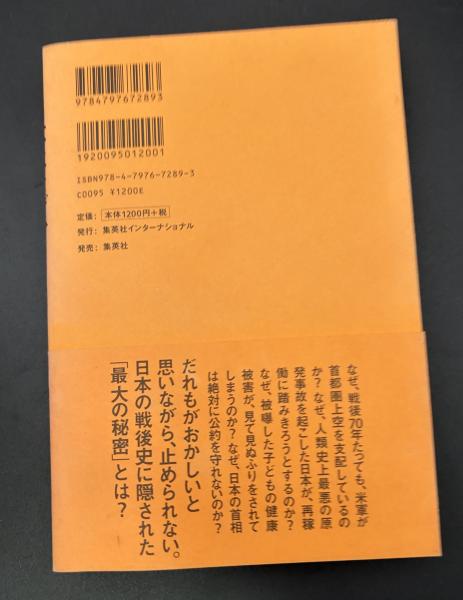 9784797672893
1920095012001
ISBN978-4-7976-7289-3
C0095 ¥1200E
定価: 本体1200円+税
発行: 集英社インターナショナル
発売: 集英社
なぜ、戦後70年たっても、米軍が
首都圏上空を支配しているの
か? なぜ、人類史上最悪の原
発事故を起こした日本が、再稼
働に踏みきろうとするのか?
なぜ、被曝した子どもの健康
被害が、見て見ぬふりをされて
しまうのか? なぜ、日本の首相
は絶対に公約を守れないのか?
だれもがおかしいと
思いながら、止められない。
日本の戦後史に隠された
「最大の秘密」とは?